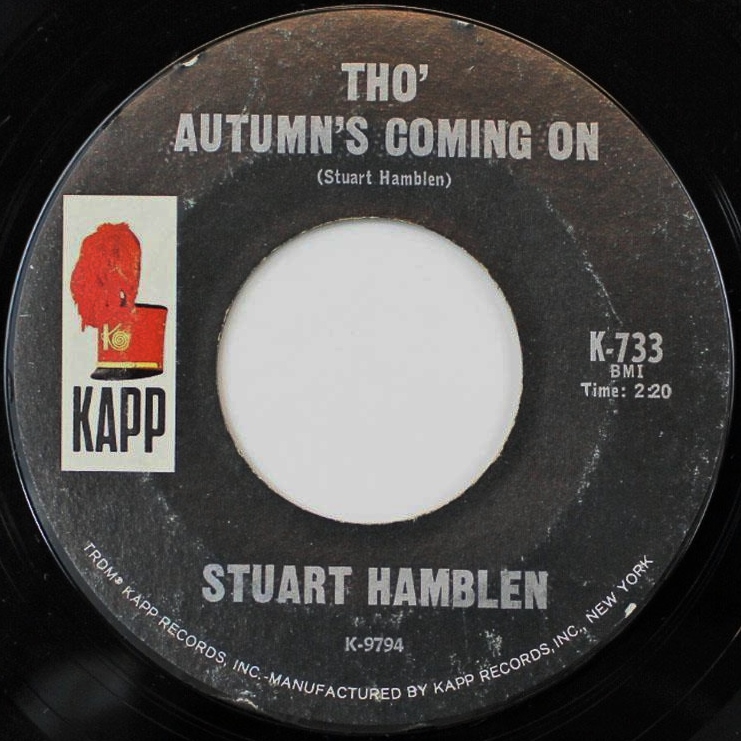 THO'
AUTUMN'S COMING ON
(Stuart Hamblen)
K
KAPP
K-733
BMI
Time: 2:20
STUART HAMBLEN
K-9794
TRDM® KAPP RECORDS, INC.-MANUFACTURED BY KAPP RECORDS, INC., NEW YORK